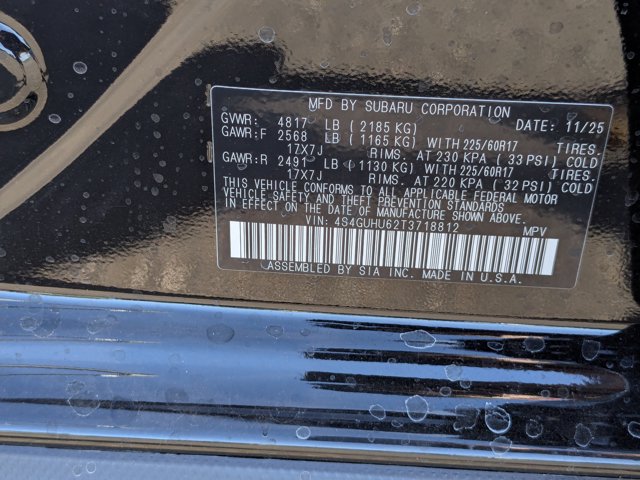 MFD BY SUBARU CORPORATION
GVWR: 4817 LB (2185 KG) DATE: 11/25
GAWR:F 2568 LB (1165 KG) WITH 225/60R17 TIRES.
17X7J RIMS. AT 230 KPA (33 PSI) COLD
GAWR:R 2491 LB (1130 KG) WITH 225/60R17 TIRES.
17X7J RIMS. AT 220 KPA (32 PSI) COLD
THIS VEHICLE CONFORMS TO ALL APPLICABLE FEDERAL MOTOR
VEHICLE SAFETY AND THEFT PREVENTION STANDARDS
IN EFFECT ON THE DATE OF MANUFACTURE SHOWN ABOVE.
VIN: 4S4GUHU62T3718812 MPV
ASSEMBLED BY SIA INC. MADE IN U.S.A.